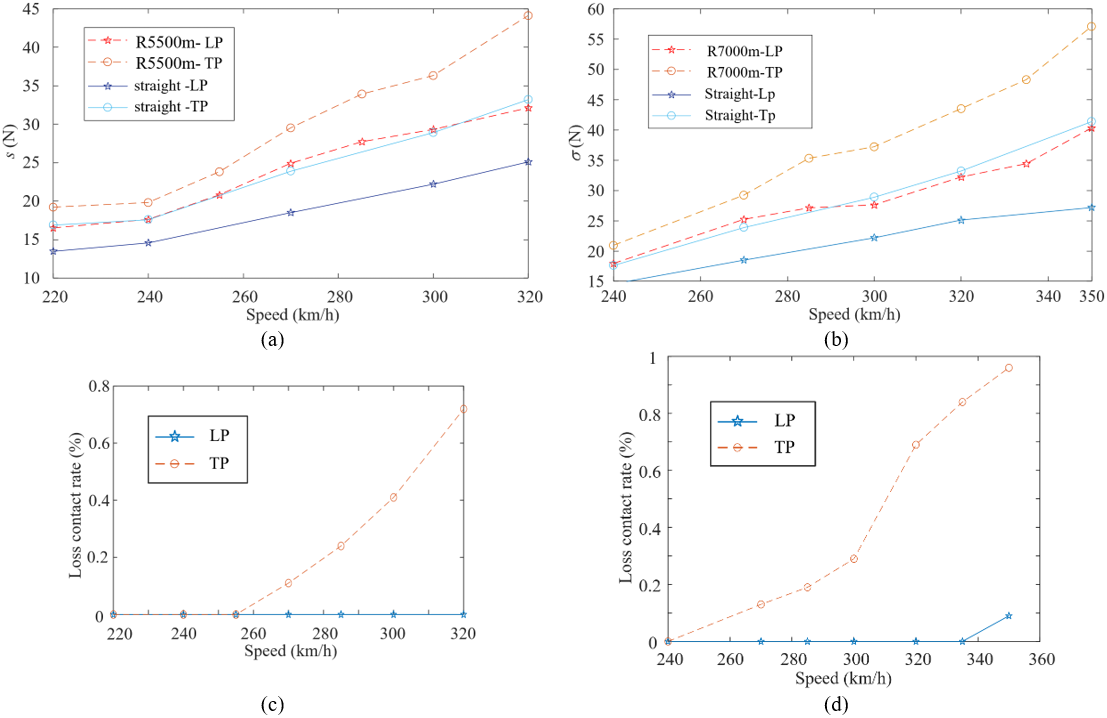 45
40
35
30
25
20
15
10
s (N)
R5500m- LP
R5500m- TP
straight -LP
straight -TP
220 240 260 280 300 320
Speed (km/h)
(a)
60
55
50
45
40
35
30
25
20
15
σ (N)
R7000m-LP
R7000m-TP
Straight-Lp
Straight-Tp
240 260 280 300 320 340 350
Speed (km/h)
(b)
0.8
0.6
0.4
0.2
0
Loss contact rate (%)
LP
TP
220 240 260 280 300 320
Speed (km/h)
(c)
1
0.8
0.6
0.4
0.2
0
Loss contact rate (%)
LP
TP
240 260 280 300 320 340 360
Speed (km/h)
(d)